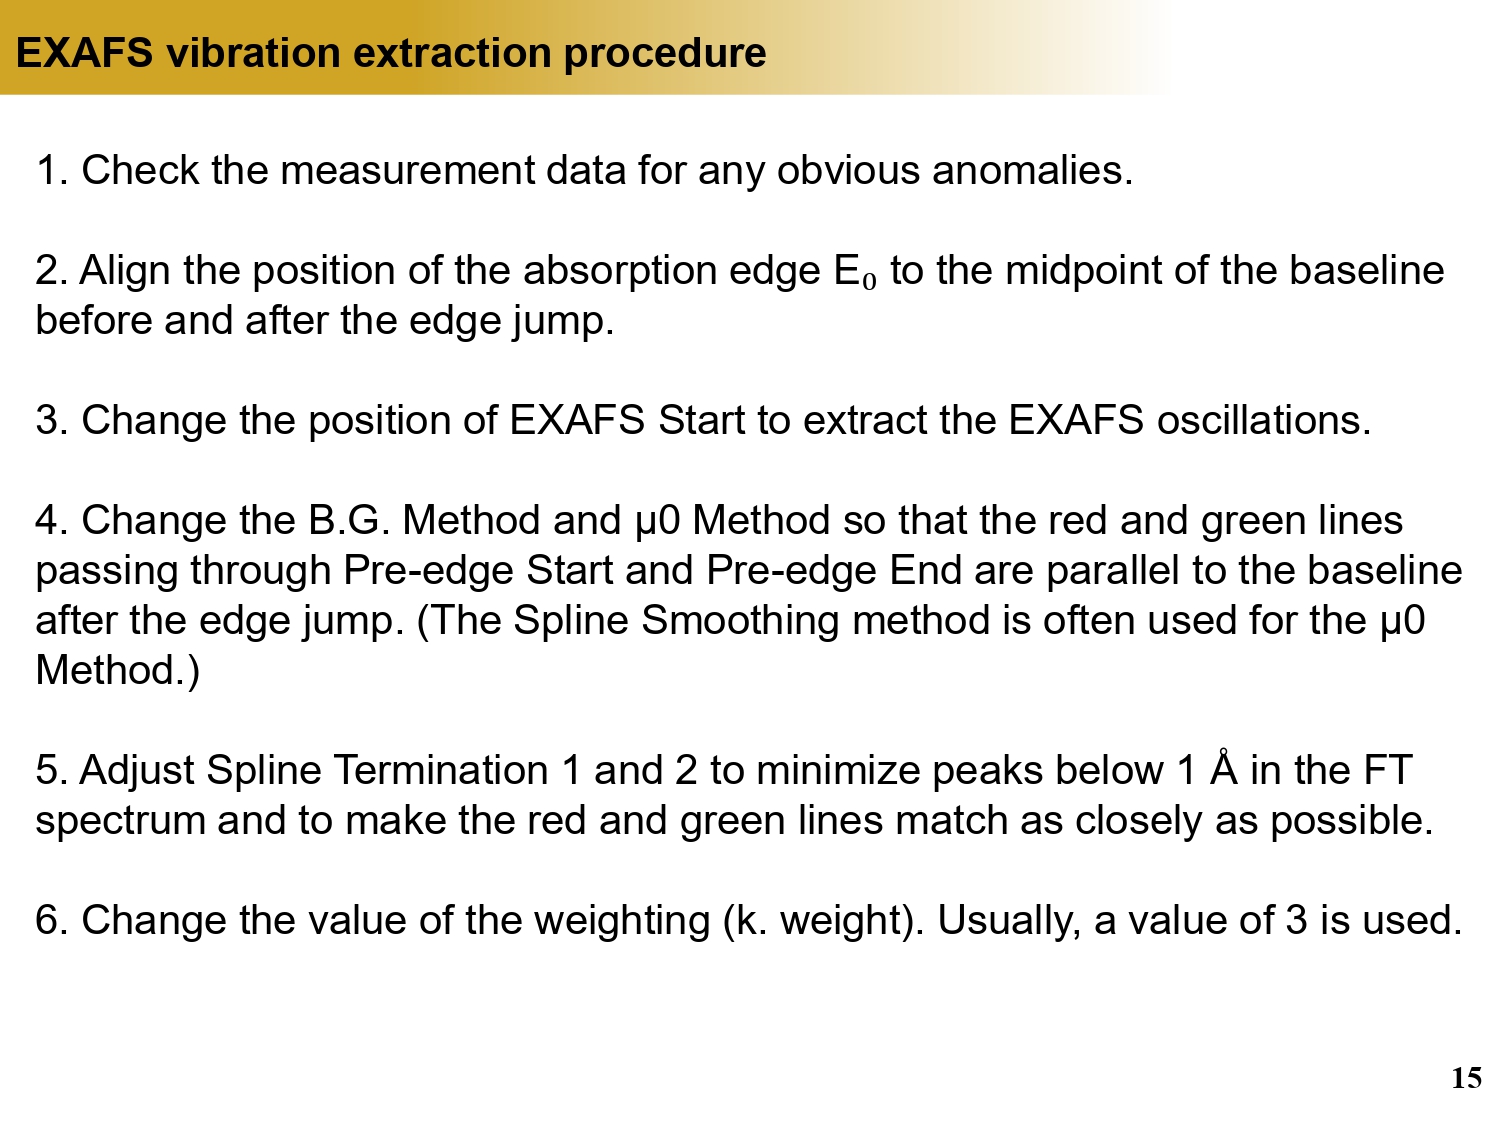 EXAFS vibration extraction procedure
1. Check the measurement data for any obvious anomalies.
2. Align the position of the absorption edge E₀ to the midpoint of the baseline
before and after the edge jump.
3. Change the position of EXAFS Start to extract the EXAFS oscillations.
4. Change the B.G. Method and μ0 Method so that the red and green lines
passing through Pre-edge Start and Pre-edge End are parallel to the baseline
after the edge jump. (The Spline Smoothing method is often used for the μ0
Method.)
5. Adjust Spline Termination 1 and 2 to minimize peaks below 1 Å in the FT
spectrum and to make the red and green lines match as closely as possible.
6. Change the value of the weighting (k. weight). Usually, a value of 3 is used.
15